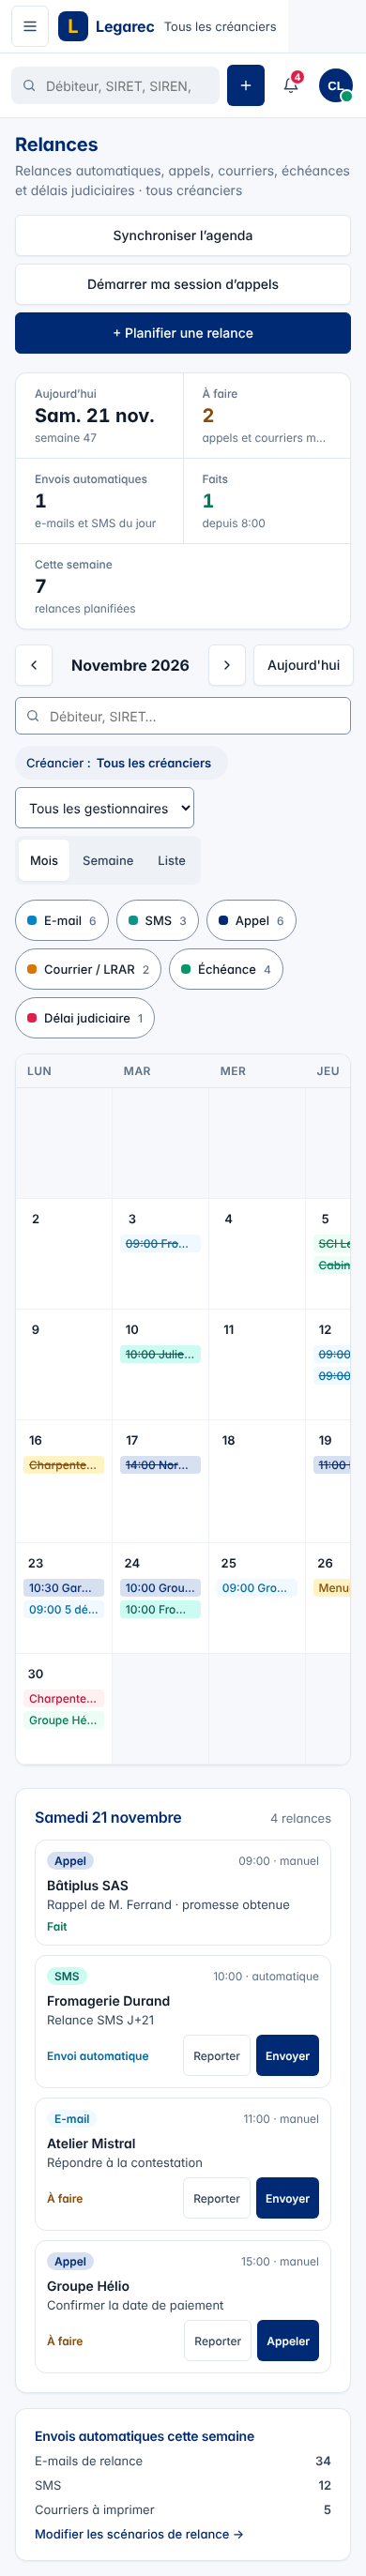 L Legarec Tous les créanciers
Débiteur, SIRET, SIREN,
+ 4 CL
Relances
Relances automatiques, appels, courriers, échéances
et délais judiciaires · tous créanciers
Synchroniser l’agenda
Démarrer ma session d’appels
+ Planifier une relance
Aujourd’hui
Sam. 21 nov.
semaine 47
À faire
2
appels et courriers m...
Envois automatiques
1
e-mails et SMS du jour
Faits
1
depuis 8:00
Cette semaine
7
relances planifiées
Novembre 2026
Aujourd'hui
Débiteur, SIRET...
Créancier : Tous les créanciers
Tous les gestionnaires
Mois Semaine Liste
E-mail 6 SMS 3 Appel 6
Courrier / LRAR 2 Échéance 4
Délai judiciaire 1
LUN MAR MER JEU
2 3 4 5
09:00 Fro... SCI Le
Cabin
9 10 11 12
10:00 Julie... 09:00
09:00
16 17 18 19
Charpente... 14:00 Nor... 11:00
23 24 25 26
10:30 Gar... 10:00 Grou... 09:00 Gro... Menu
09:00 5 dé... 10:00 Fro...
30
Charpente...
Groupe Hé...
Samedi 21 novembre 4 relances
Appel 09:00 · manuel
Bâtiplus SAS
Rappel de M. Ferrand · promesse obtenue
Fait
SMS 10:00 · automatique
Fromagerie Durand
Relance SMS J+21
Envoi automatique Reporter Envoyer
E-mail 11:00 · manuel
Atelier Mistral
Répondre à la contestation
À faire Reporter Envoyer
Appel 15:00 · manuel
Groupe Hélio
Confirmer la date de paiement
À faire Reporter Appeler
Envois automatiques cette semaine
E-mails de relance 34
SMS 12
Courriers à imprimer 5
Modifier les scénarios de relance →